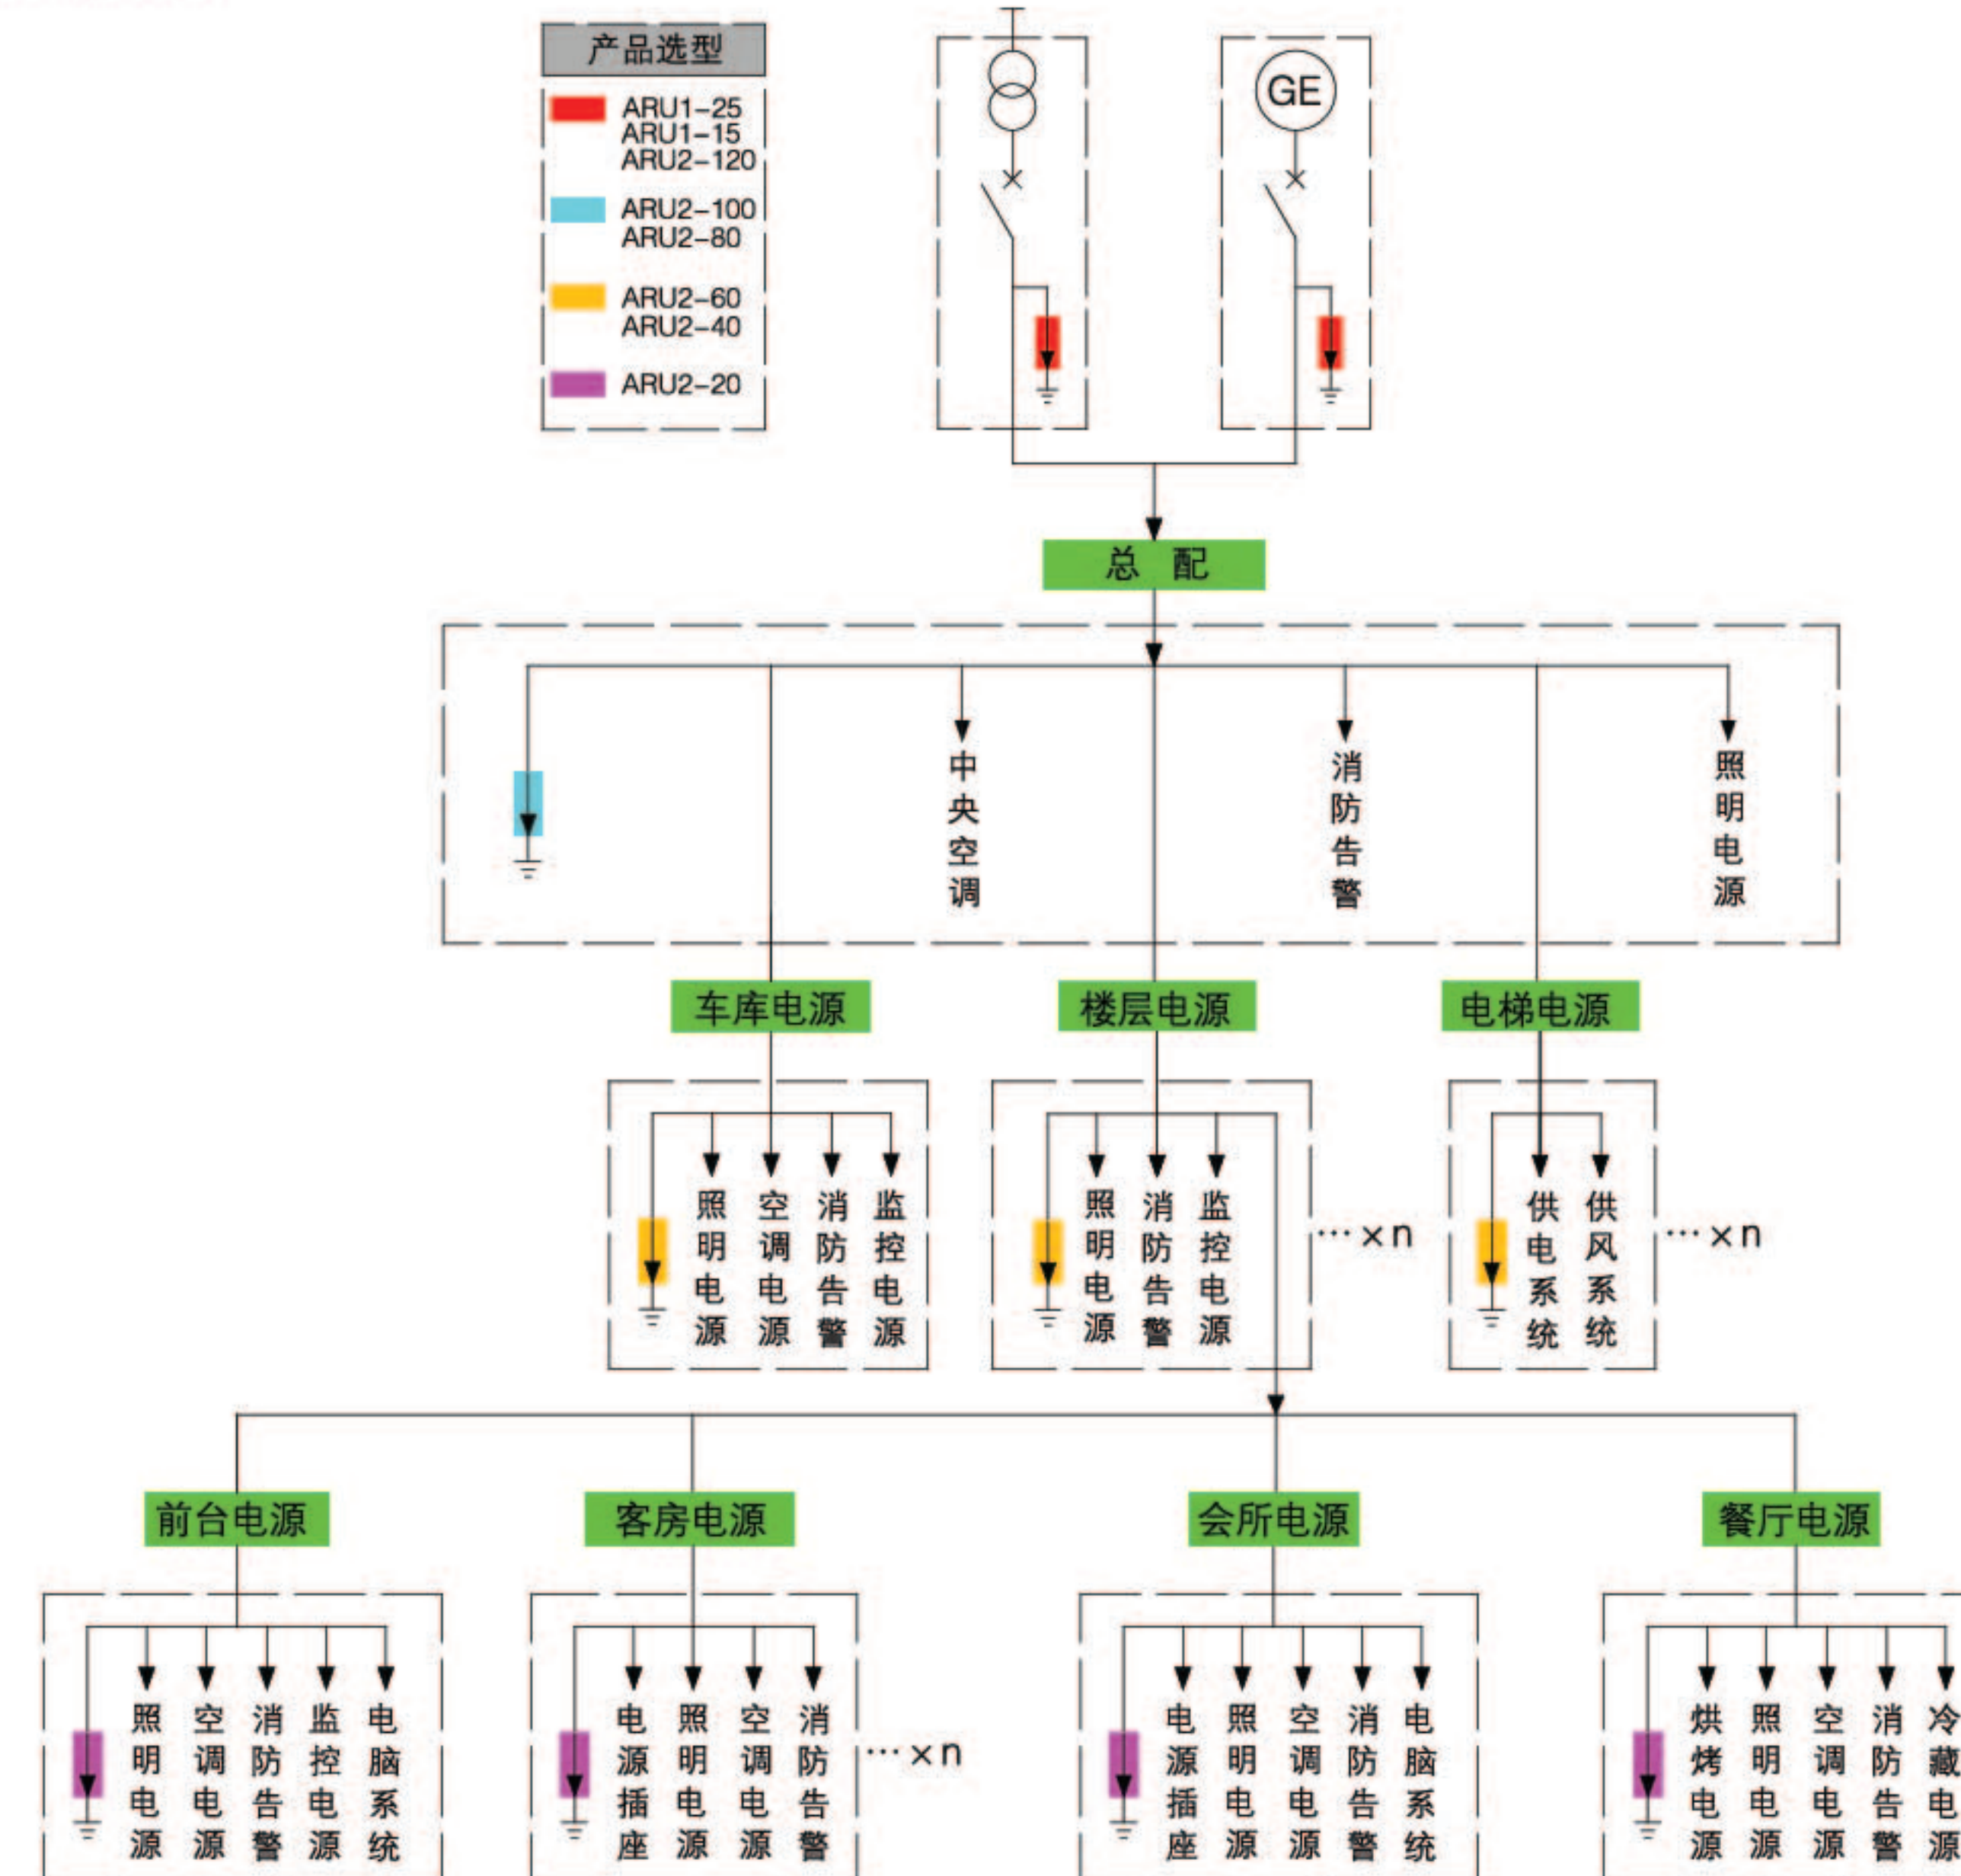 产品选型
ARU1-25
ARU1-15
ARU2-120
ARU2-100
ARU2-80
ARU2-60
ARU2-40
ARU2-20
GE
总 配
中央空调
消防告警
照明电源
车库电源
楼层电源
电梯电源
照明电源
空调电源
消防告警
监控电源
照明电源
消防告警
监控电源
···×n
供电系统
供风系统
···×n
前台电源
客房电源
会所电源
餐厅电源
照明电源
空调电源
消防告警
监控电源
电脑系统
电源插座
照明电源
空调电源
消防告警
···×n
电源插座
照明电源
空调电源
消防告警
电脑系统
烘烤电源
照明电源
空调电源
消防告警
冷藏电源